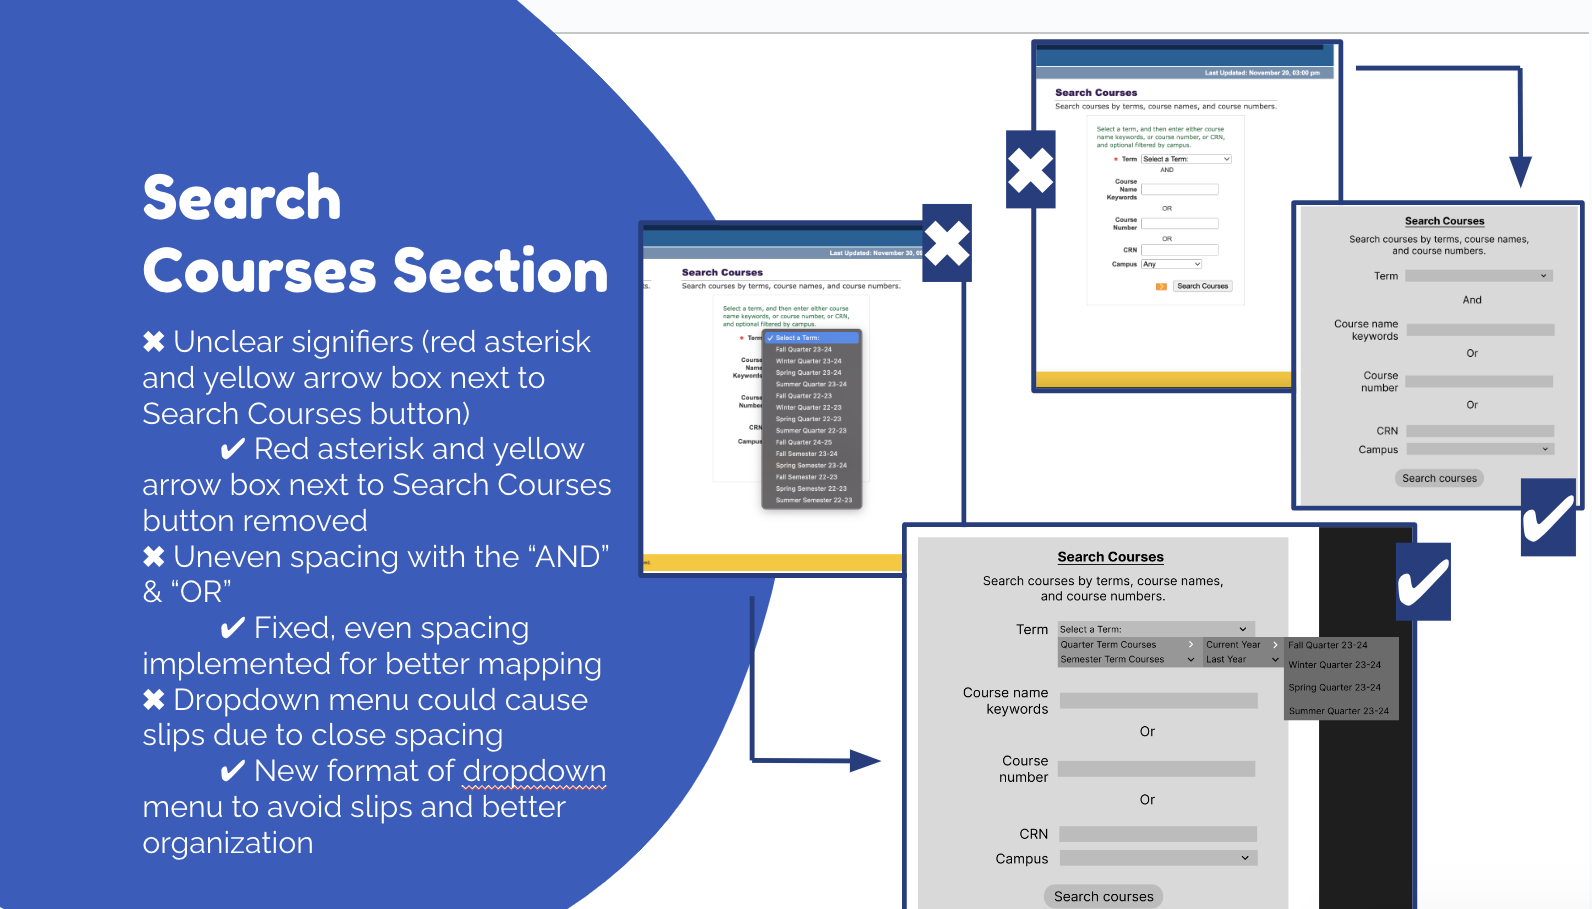 Search
Courses Section
✖ Unclear signifiers (red asterisk
and yellow arrow box next to
Search Courses button)
✔ Red asterisk and yellow
arrow box next to Search Courses
button removed
✖ Uneven spacing with the “AND”
& “OR”
✔ Fixed, even spacing
implemented for better mapping
✖ Dropdown menu could cause
slips due to close spacing
✔ New format of dropdown
menu to avoid slips and better
organization
Last Updated: November 30, 09
Search Courses
Search courses by terms, course names, and course numbers.
Select a term, and then enter either course
name keywords, or course number, or CRN,
and optional filtered by campus.
* Term
✓ Select a Term:
Fall Quarter 23-24
Winter Quarter 23-24
Spring Quarter 23-24
Summer Quarter 23-24
Fall Quarter 22-23
Winter Quarter 22-23
Spring Quarter 22-23
Summer Quarter 22-23
Fall Quarter 24-25
Fall Semester 23-24
Spring Semester 23-24
Fall Semester 22-23
Spring Semester 22-23
Summer Semester 22-23
Course
Name
Keywords
Course
Number
CRN
Campus
Last Updated: November 20, 03:00 pm
Search Courses
Search courses by terms, course names, and course numbers.
Select a term, and then enter either course
name keywords, or course number, or CRN,
and optional filtered by campus.
* Term Select a Term:
AND
Course
Name
Keywords
OR
Course
Number
OR
CRN
Campus Any
Search Courses
Search Courses
Search courses by terms, course names,
and course numbers.
Term
And
Course name
keywords
Or
Course
number
Or
CRN
Campus
Search courses
Search Courses
Search courses by terms, course names,
and course numbers.
Term Select a Term:
Quarter Term Courses Current Year Fall Quarter 23-24
Semester Term Courses Last Year Winter Quarter 23-24
Spring Quarter 23-24
Summer Quarter 23-24
Course name
keywords
Or
Course
number
Or
CRN
Campus
Search courses